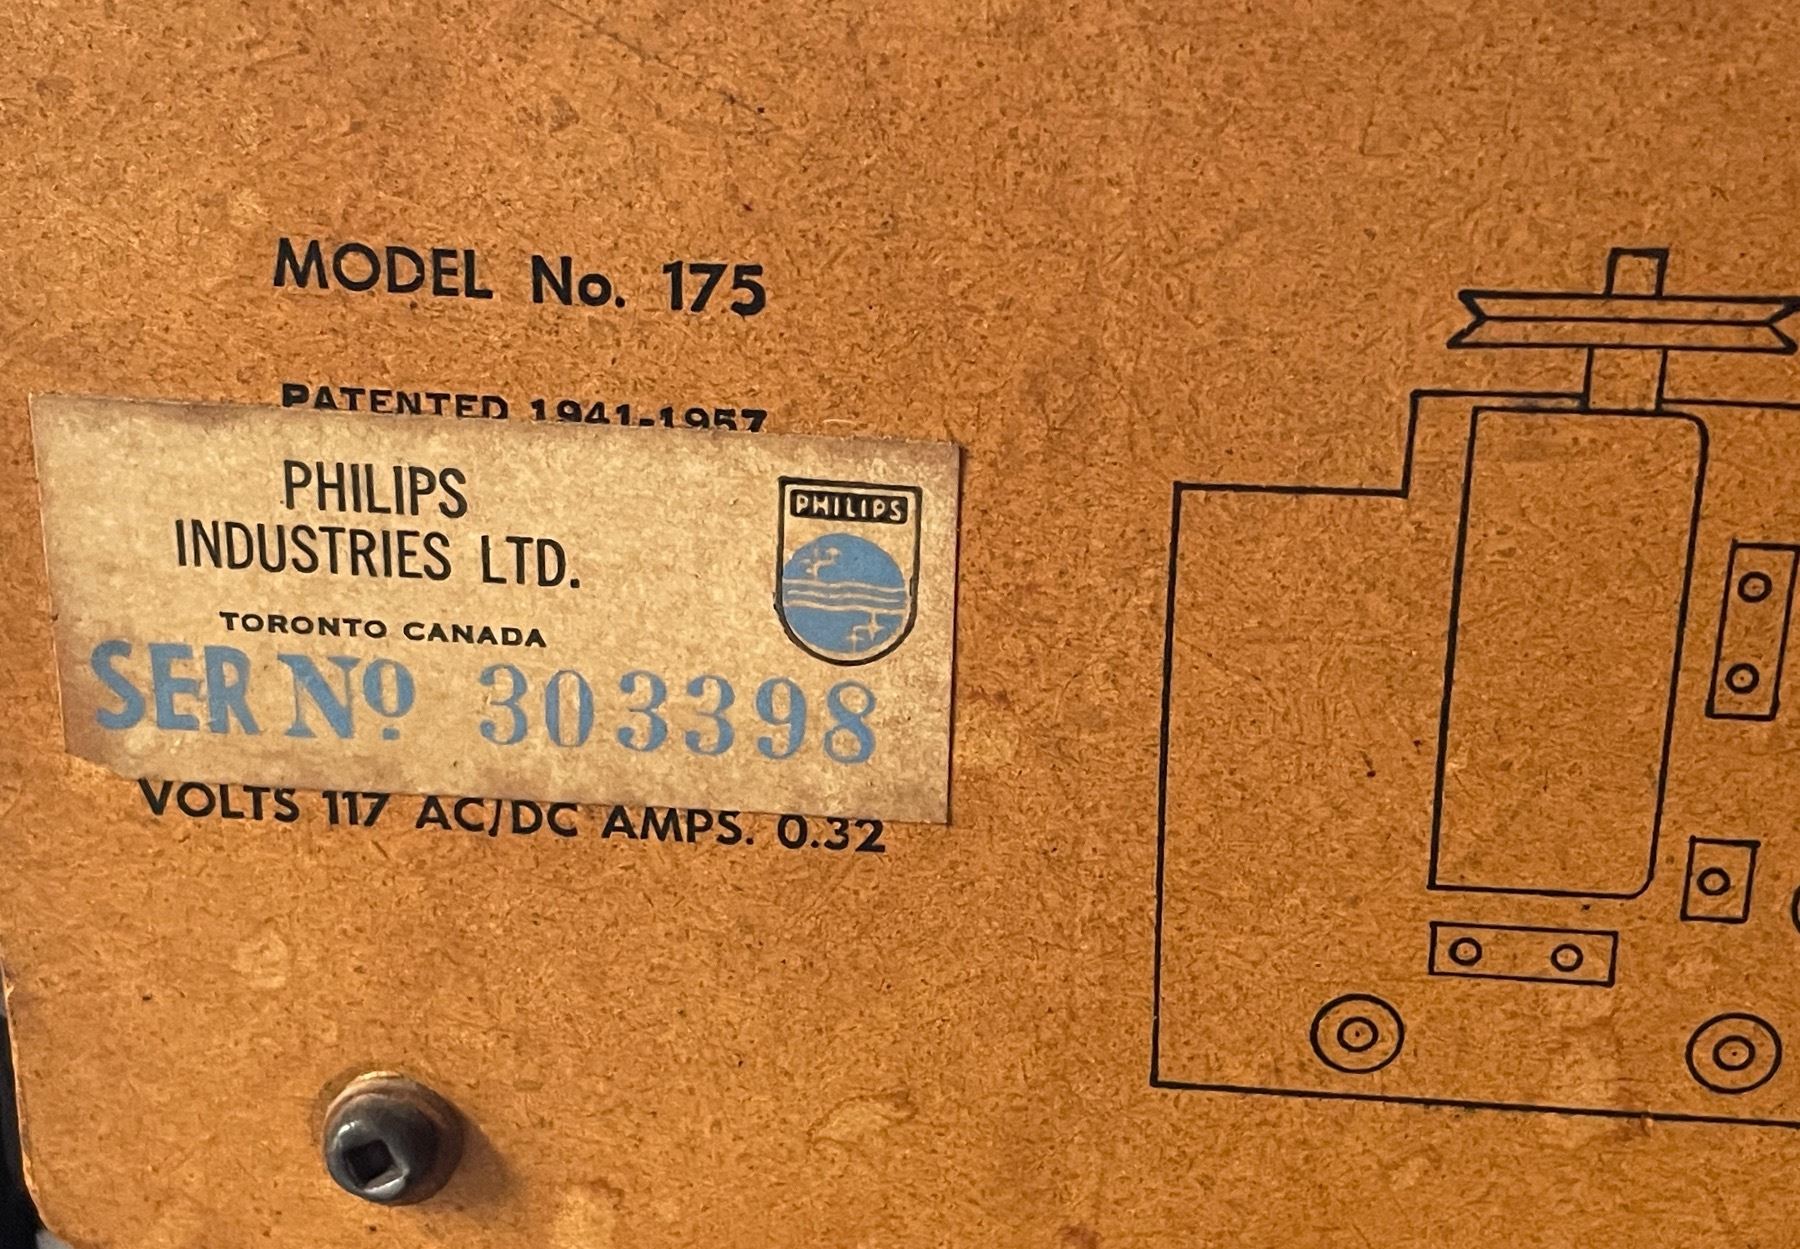 MODEL No. 175
PATENTED 1941-1957
PHILIPS
INDUSTRIES LTD.
TORONTO CANADA
PHILIPS
SER Nº 303398
VOLTS 117 AC/DC AMPS. 0.32